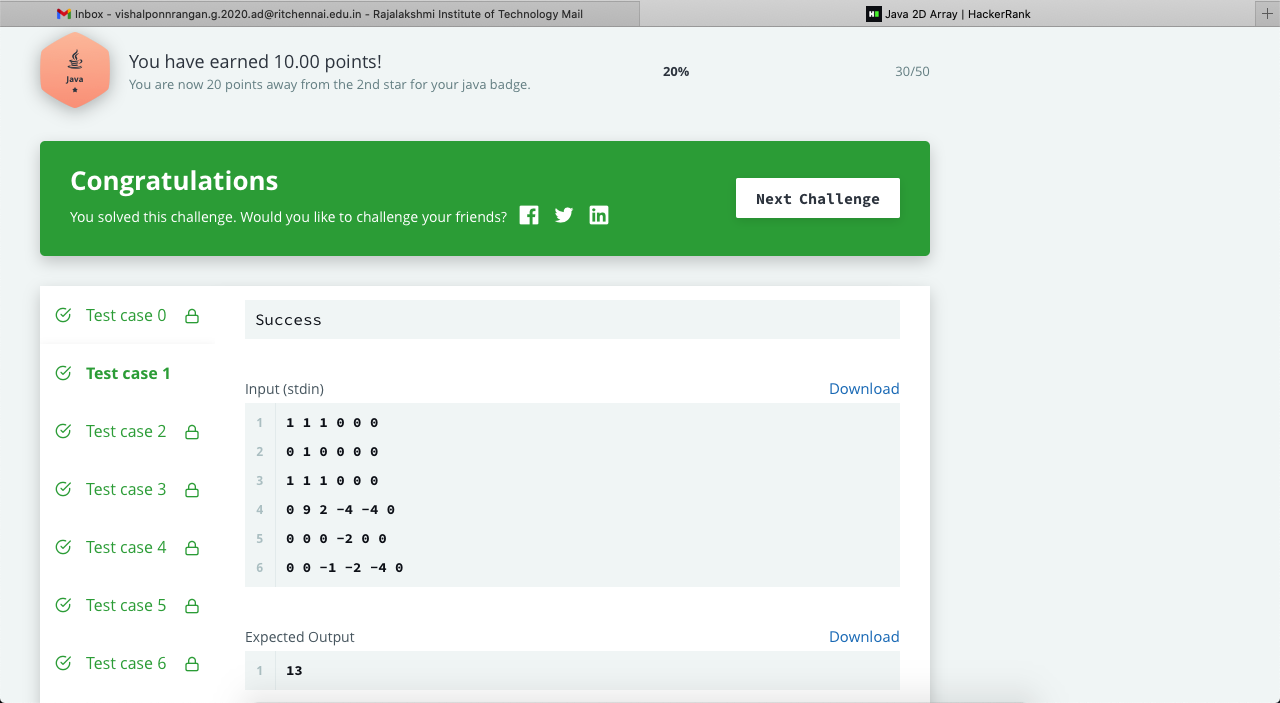 Inbox - vishalponnrangan.g.2020.ad@ritchennai.edu.in - Rajalakshmi Institute of Technology Mail
Java 2D Array | HackerRank
Java
You have earned 10.00 points!
You are now 20 points away from the 2nd star for your java badge.
20%
30/50
Congratulations
You solved this challenge. Would you like to challenge your friends?
Next Challenge
Test case 0
Test case 1
Test case 2
Test case 3
Test case 4
Test case 5
Test case 6
Success
Input (stdin)
Download
1 1 1 1 0 0 0
2 0 1 0 0 0 0
3 1 1 1 0 0 0
4 0 9 2 -4 -4 0
5 0 0 0 -2 0 0
6 0 0 -1 -2 -4 0
Expected Output
Download
1 13